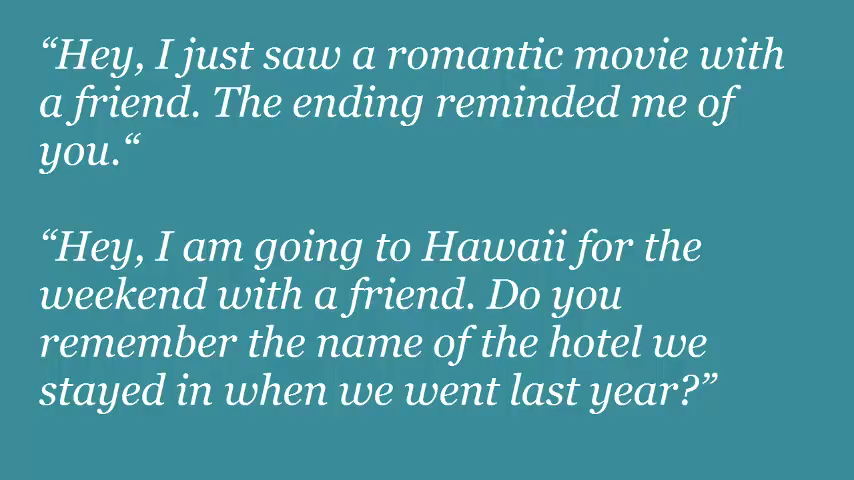 “Hey, I just saw a romantic movie with
a friend. The ending reminded me of
you.“
“Hey, I am going to Hawaii for the
weekend with a friend. Do you
remember the name of the hotel we
stayed in when we went last year?”